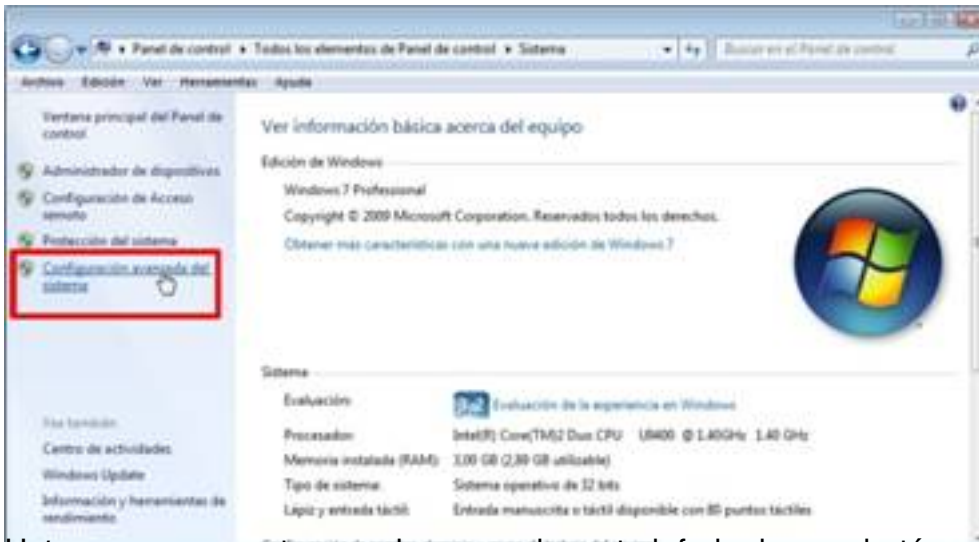 Panel de control ▸ Todos los elementos de Panel de control ▸ Sistema
Buscar en el Panel de control
Archivo Edición Ver Herramientas Ayuda
Ventana principal del Panel de
control
Administrador de dispositivos
Configuración de Acceso
remoto
Protección del sistema
Configuración avanzada del
sistema
Vea también
Centro de actividades
Windows Update
Información y herramientas de
rendimiento
Ver información básica acerca del equipo
Edición de Windows
Windows 7 Professional
Copyright © 2009 Microsoft Corporation. Reservados todos los derechos.
Obtener más características con una nueva edición de Windows 7
Sistema
Evaluación:
Evaluación de la experiencia en Windows
Procesador: Intel(R) Core(TM)2 Duo CPU U9400 @ 1.40GHz 1.40 GHz
Memoria instalada (RAM): 3,00 GB
Tipo de sistema: Sistema operativo de 32 bits
Lápiz y entrada táctil: Entrada manuscrita o táctil disponible con puntos táctiles